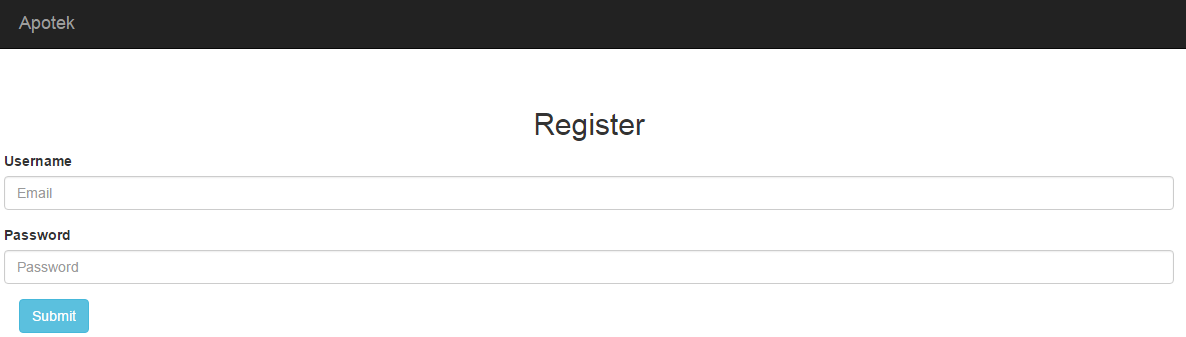 Apotek
Register
Username
Email
Password
Password
Submit